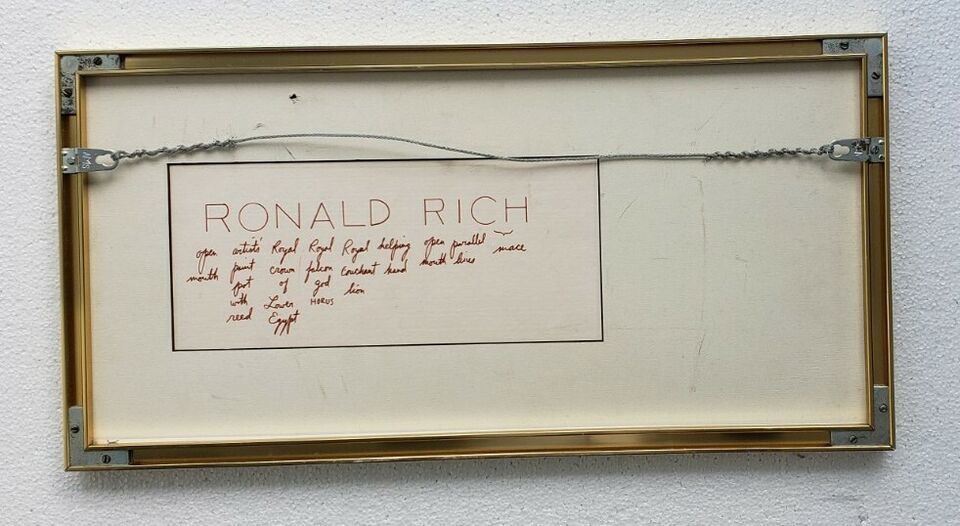 RONALD RICH
open artists' Royal Royal Royal helping open parallel mace
mouth paint crown falcon couchant hand mouth lines
pot of god lion
with Lower HORUS
reed Egypt